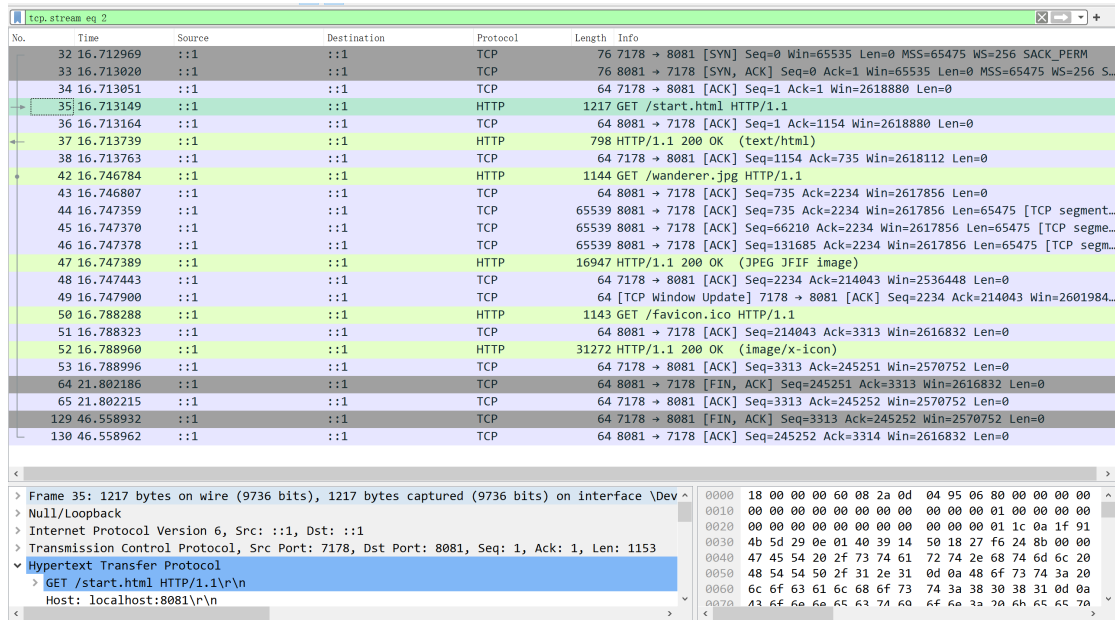 tcp.stream eq 2
No. Time Source Destination Protocol Length Info
32 16.712969 ::1 ::1 TCP 76 7178 → 8081 [SYN] Seq=0 Win=65535 Len=0 MSS=65475 WS=256 SACK_PERM
33 16.713020 ::1 ::1 TCP 76 8081 → 7178 [SYN, ACK] Seq=0 Ack=1 Win=65535 Len=0 MSS=65475 WS=256 S…
34 16.713051 ::1 ::1 TCP 64 7178 → 8081 [ACK] Seq=1 Ack=1 Win=2618880 Len=0
35 16.713149 ::1 ::1 HTTP 1217 GET /start.html HTTP/1.1
36 16.713164 ::1 ::1 TCP 64 8081 → 7178 [ACK] Seq=1 Ack=1154 Win=2618880 Len=0
37 16.713739 ::1 ::1 HTTP 798 HTTP/1.1 200 OK (text/html)
38 16.713763 ::1 ::1 TCP 64 7178 → 8081 [ACK] Seq=1154 Ack=735 Win=2618112 Len=0
42 16.746784 ::1 ::1 HTTP 1144 GET /wanderer.jpg HTTP/1.1
43 16.746807 ::1 ::1 TCP 64 8081 → 7178 [ACK] Seq=735 Ack=2234 Win=2617856 Len=0
44 16.747359 ::1 ::1 TCP 65539 8081 → 7178 [ACK] Seq=735 Ack=2234 Win=2617856 Len=65475 [TCP segment…
45 16.747370 ::1 ::1 TCP 65539 8081 → 7178 [ACK] Seq=66210 Ack=2234 Win=2617856 Len=65475 [TCP segme…
46 16.747378 ::1 ::1 TCP 65539 8081 → 7178 [ACK] Seq=131685 Ack=2234 Win=2617856 Len=65475 [TCP segm…
47 16.747389 ::1 ::1 HTTP 16947 HTTP/1.1 200 OK (JPEG JFIF image)
48 16.747443 ::1 ::1 TCP 64 7178 → 8081 [ACK] Seq=2234 Ack=214043 Win=2536448 Len=0
49 16.747900 ::1 ::1 TCP 64 [TCP Window Update] 7178 → 8081 [ACK] Seq=2234 Ack=214043 Win=2601984…
50 16.788288 ::1 ::1 HTTP 1143 GET /favicon.ico HTTP/1.1
51 16.788323 ::1 ::1 TCP 64 8081 → 7178 [ACK] Seq=214043 Ack=3313 Win=2616832 Len=0
52 16.788960 ::1 ::1 HTTP 31272 HTTP/1.1 200 OK (image/x-icon)
53 16.788996 ::1 ::1 TCP 64 7178 → 8081 [ACK] Seq=3313 Ack=245251 Win=2570752 Len=0
64 21.802186 ::1 ::1 TCP 64 8081 → 7178 [FIN, ACK] Seq=245251 Ack=3313 Win=2616832 Len=0
65 21.802215 ::1 ::1 TCP 64 7178 → 8081 [ACK] Seq=3313 Ack=245252 Win=2570752 Len=0
129 46.558932 ::1 ::1 TCP 64 7178 → 8081 [FIN, ACK] Seq=3313 Ack=245252 Win=2570752 Len=0
130 46.558962 ::1 ::1 TCP 64 8081 → 7178 [ACK] Seq=245252 Ack=3314 Win=2616832 Len=0
Frame 35: 1217 bytes on wire (9736 bits), 1217 bytes captured (9736 bits) on interface \Dev
Null/Loopback
Internet Protocol Version 6, Src: ::1, Dst: ::1
Transmission Control Protocol, Src Port: 7178, Dst Port: 8081, Seq: 1, Ack: 1, Len: 1153
Hypertext Transfer Protocol
GET /start.html HTTP/1.1\r\n
Host: localhost:8081\r\n
0000 18 00 00 00 60 08 2a 0d 04 95 06 80 00 00 00 00
0010 00 00 00 00 00 00 00 00 00 00 01 00 00 00 00
0020 00 00 00 00 00 00 00 00 00 00 00 01 1c 0a 1f 91
0030 4b 5d 29 0e 01 40 39 14 50 18 27 f6 24 8b 00 00
0040 47 45 54 20 2f 73 74 61 72 74 2e 68 74 6d 6c 20
0050 48 54 54 50 2f 31 2e 31 0d 0a 48 6f 73 74 3a 20
0060 6c 6f 63 61 6c 68 6f 73 74 3a 38 30 38 31 0d 0a
0070 43 6f 6e 6e 65 63 74 69 6f 6e 3a 20 6b 65 65 70